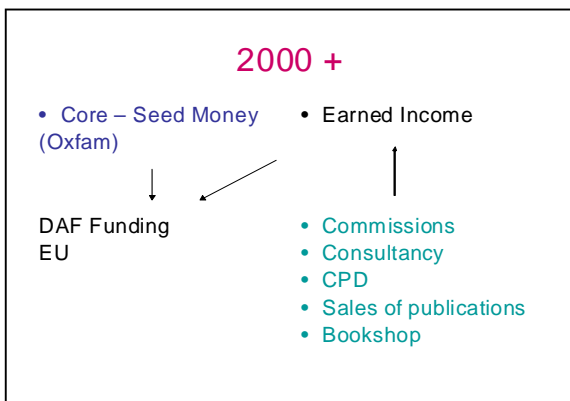 2000 +
• Core – Seed Money
(Oxfam)
• Earned Income
DAF Funding
EU
• Commissions
• Consultancy
• CPD
• Sales of publications
• Bookshop